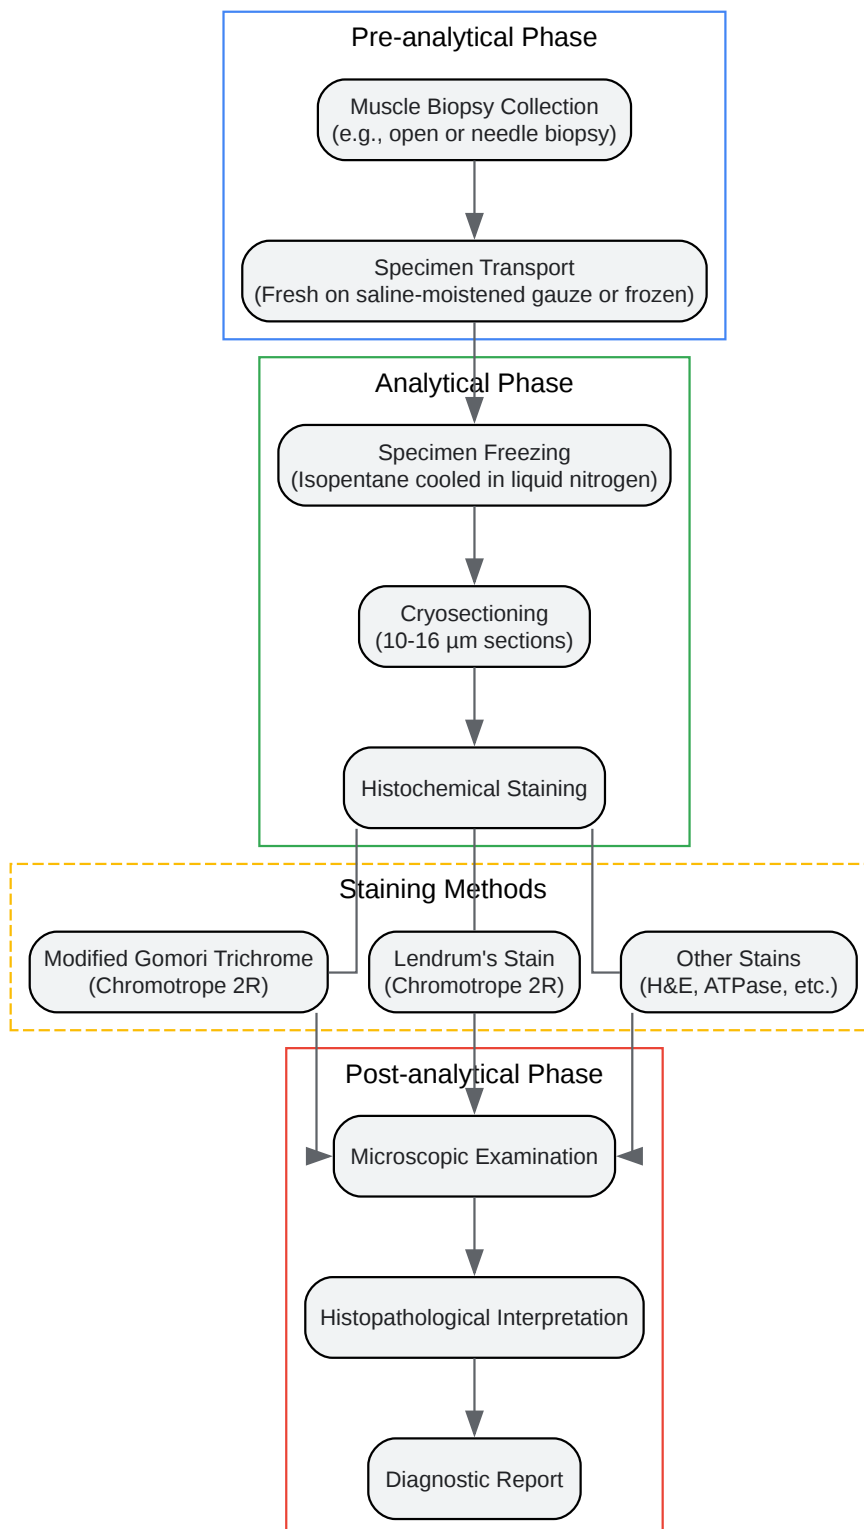 Pre-analytical Phase
Muscle Biopsy Collection
(e.g., open or needle biopsy)
Specimen Transport
(Fresh on saline-moistened gauze or frozen)
Analytical Phase
Specimen Freezing
(Isopentane cooled in liquid nitrogen)
Cryosectioning
(10-16 µm sections)
Histochemical Staining
Staining Methods
Modified Gomori Trichrome
(Chromotrope 2R)
Lendrum's Stain
(Chromotrope 2R)
Other Stains
(H&E, ATPase, etc.)
Post-analytical Phase
Microscopic Examination
Histopathological Interpretation
Diagnostic Report